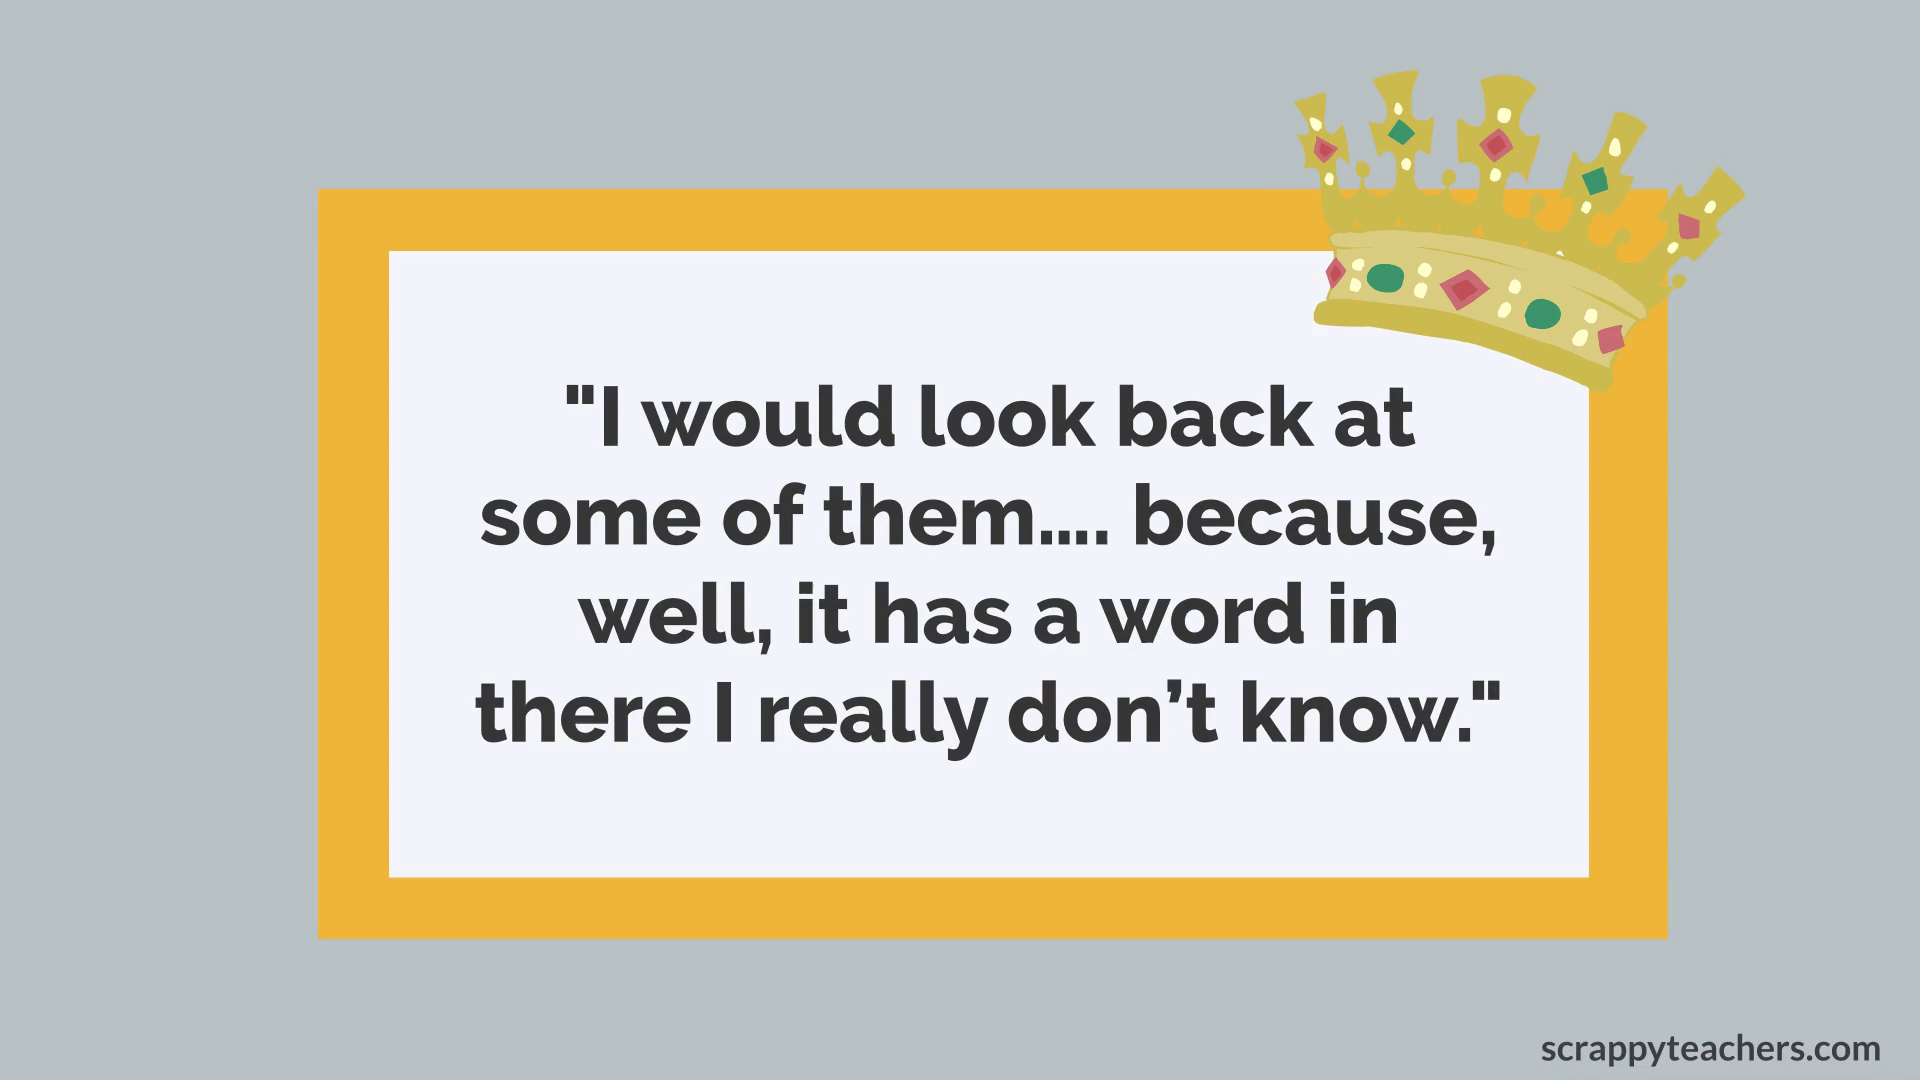 "I would look back at
some of them.... because,
well, it has a word in
there I really don’t know."
scrappyteachers.com